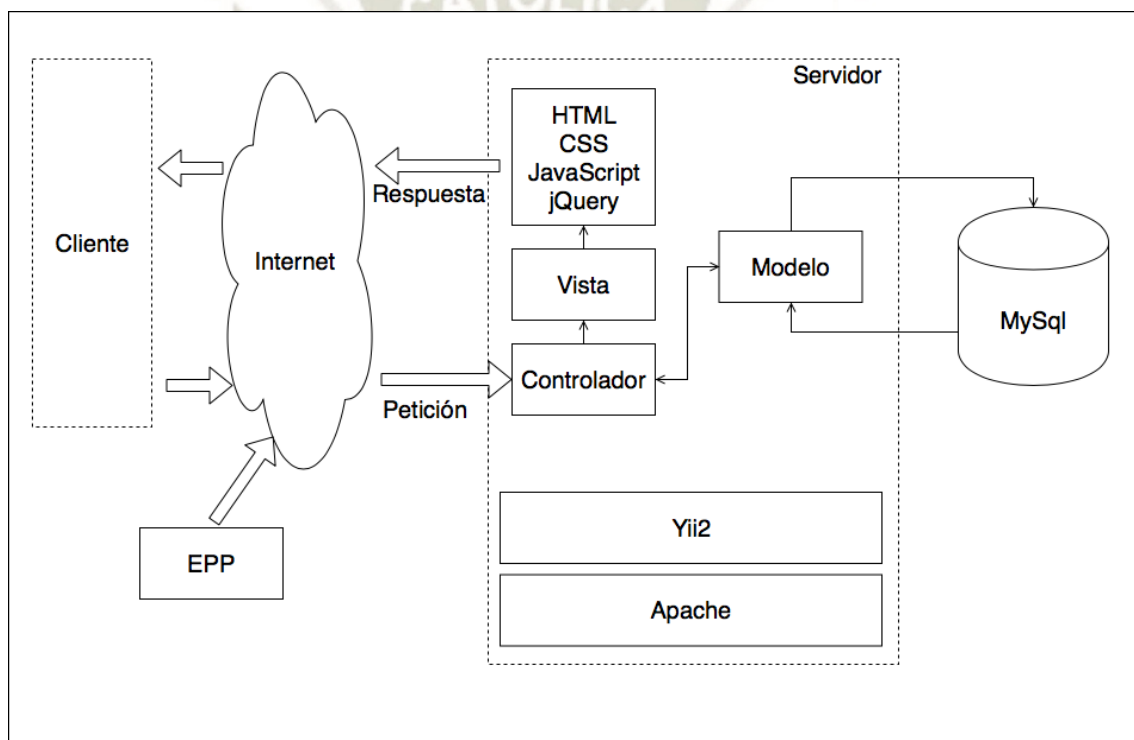 Servidor
HTML
CSS
JavaScript
jQuery
Respuesta
Cliente
Internet
Vista
Modelo
MySql
Controlador
Petición
EPP
Yii2
Apache